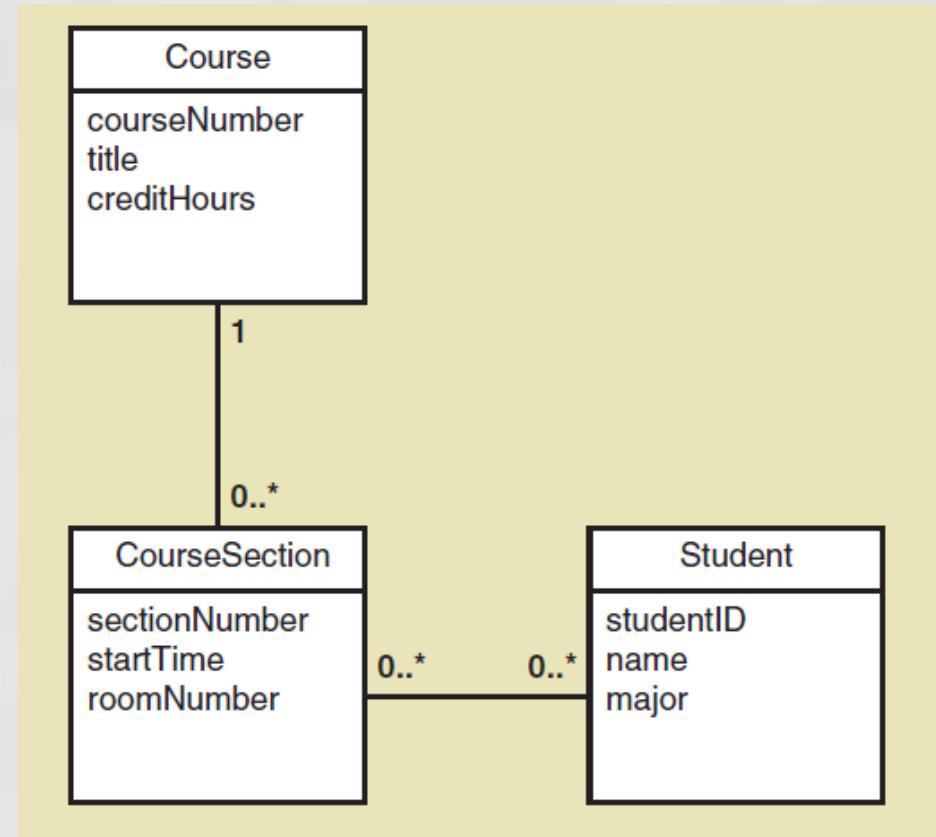 Course
courseNumber
title
creditHours
1
0..*
CourseSection
sectionNumber
startTime
roomNumber
0..*
0..*
Student
studentID
name
major